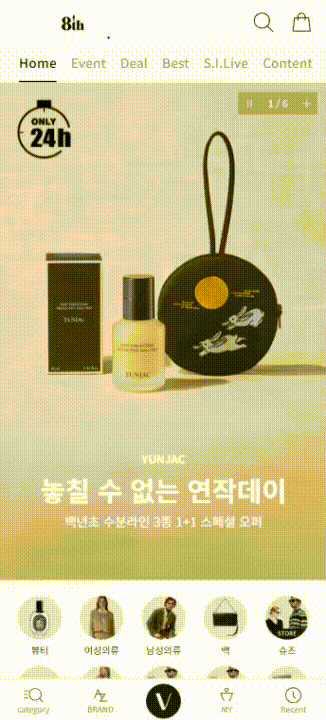 8th
Home Event Deal Best S.I.Live Content
1/6
ONLY
24h
YUNJAC
YUNJAC
YUNJAC
놓칠 수 없는 연작데이
백년초 수분라인 3종 1+1 스페셜 오퍼
STORE
뷰티 여성의류 남성의류 백 슈즈
category BRAND V MY Recent